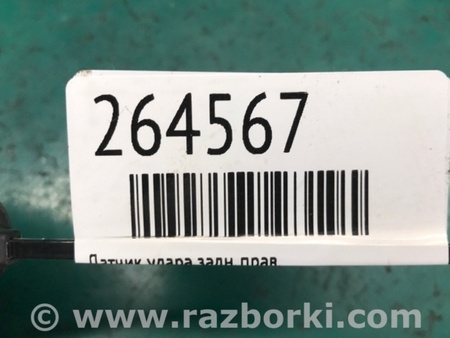 264567
Датчик удара задн. прав
© www.razborki.com